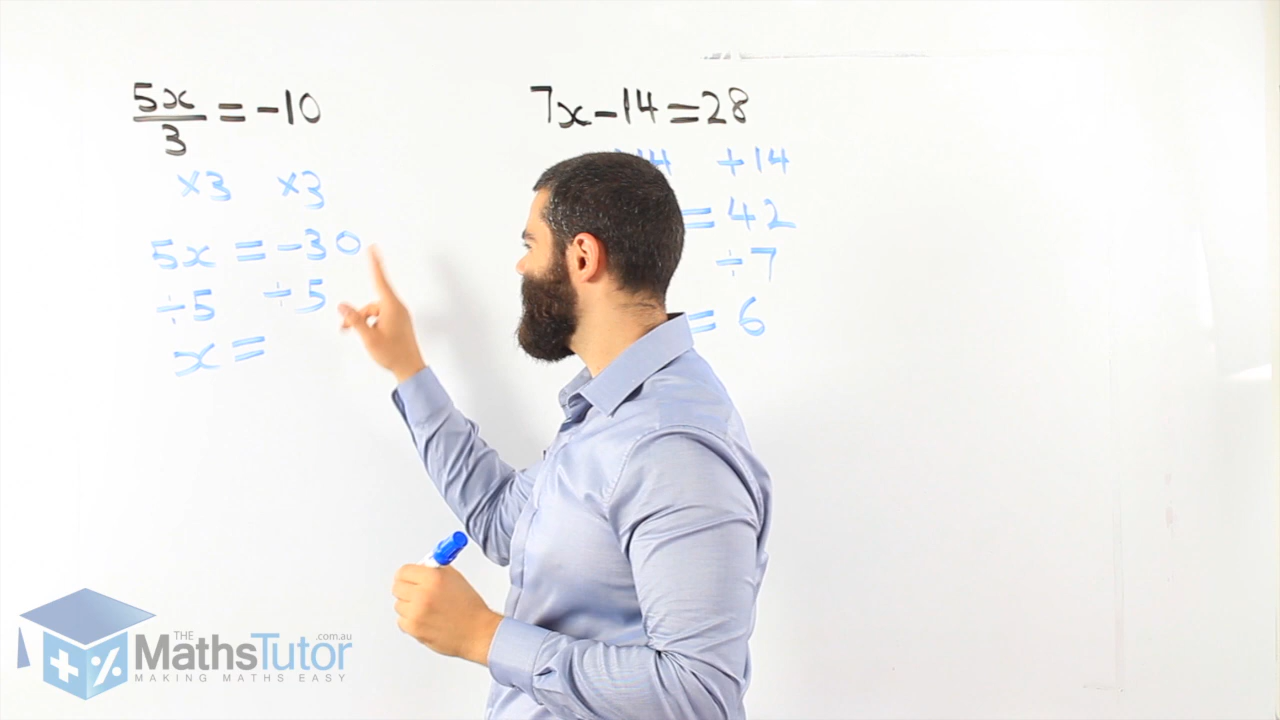 5x/3 = -10
×3 ×3
5x = -30
÷5 ÷5
x =
7x - 14 = 28
+14 +14
= 42
÷7
= 6
THE
MathsTutor.com.au
MAKING MATHS EASY